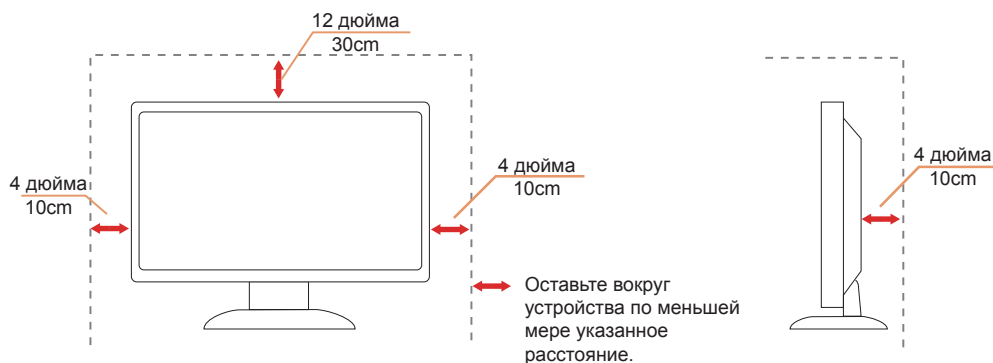 12 дюйма
30cm
4 дюйма
10cm
4 дюйма
10cm
Оставьте вокруг
устройства по меньшей
мере указанное
расстояние.
4 дюйма
10cm